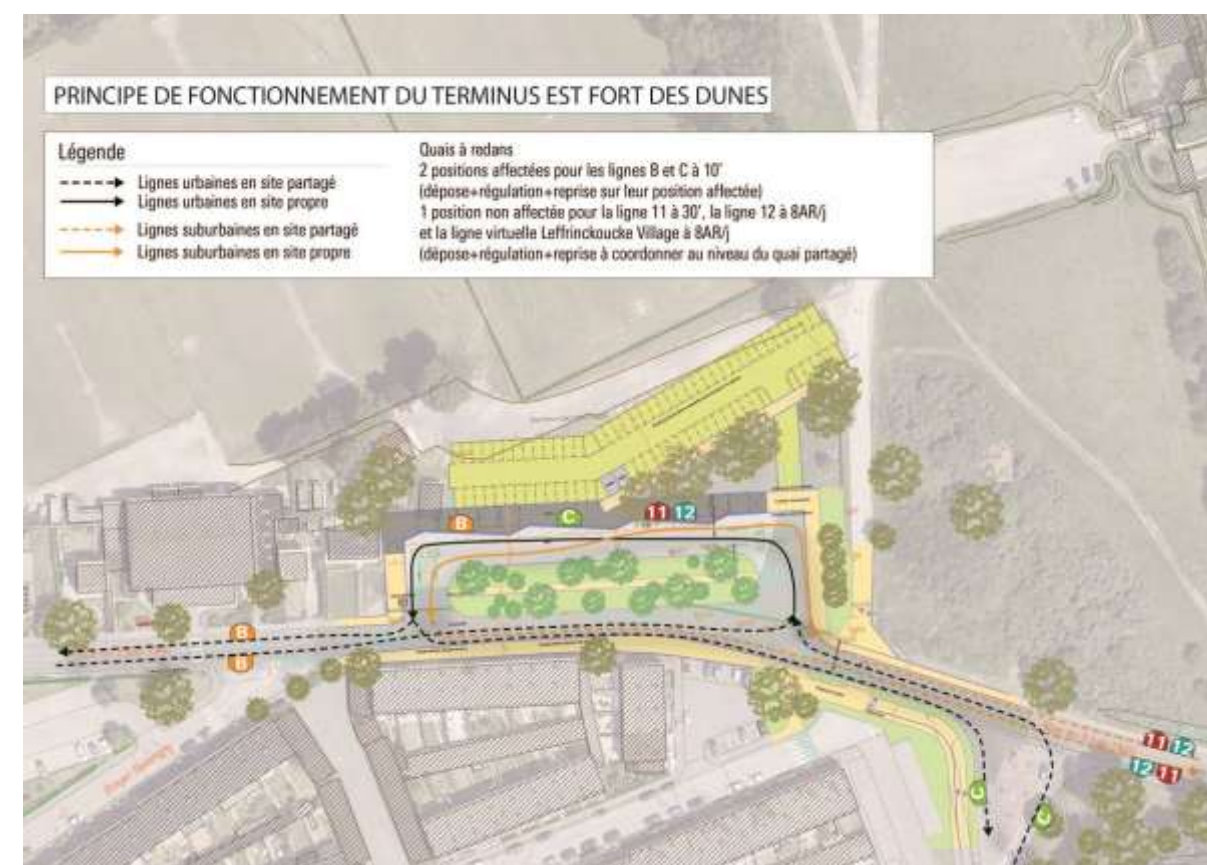 PRINCIPE DE FONCTIONNEMENT DU TERMINUS EST FORT DES DUNES
Légende
Lignes urbaines en site partagé
Lignes urbaines en site propre
Lignes suburbaines en site partagé
Lignes suburbaines en site propre
Quais à redans
2 positions affectées pour les lignes B et C à 10'
(dépose+régulation+reprise sur leur position affectée)
1 position non affectée pour la ligne 11 à 30', la ligne 12 à 8AR/j
et la ligne virtuelle Leffrinckoucke Village à 8AR/j
(dépose+régulation+reprise à coordonner au niveau du quai partagé)
B
C
11 12
B
B
11 12
12 11
C
C